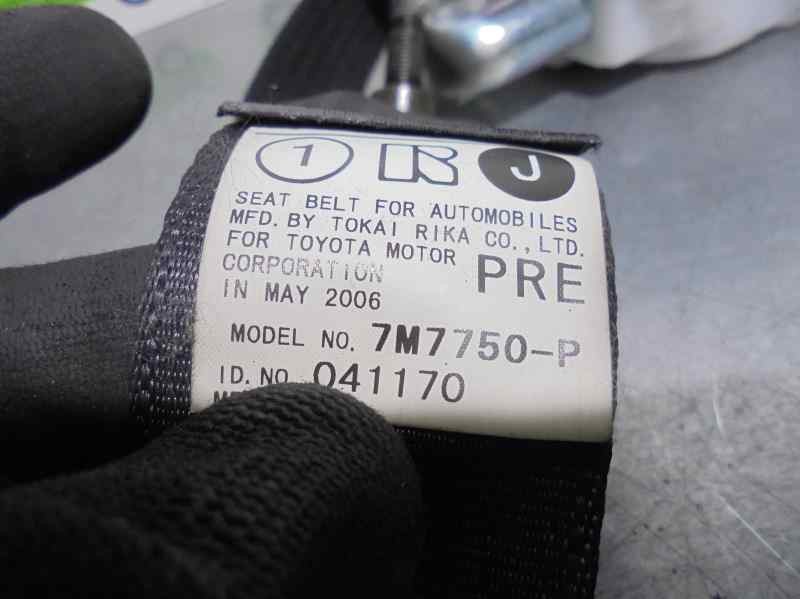 1 R J
SEAT BELT FOR AUTOMOBILES
MFD. BY TOKAI RIKA CO., LTD.
FOR TOYOTA MOTOR
CORPORATION
PRE
IN MAY 2006
MODEL NO. 7M7750-P
ID. NO. 041170